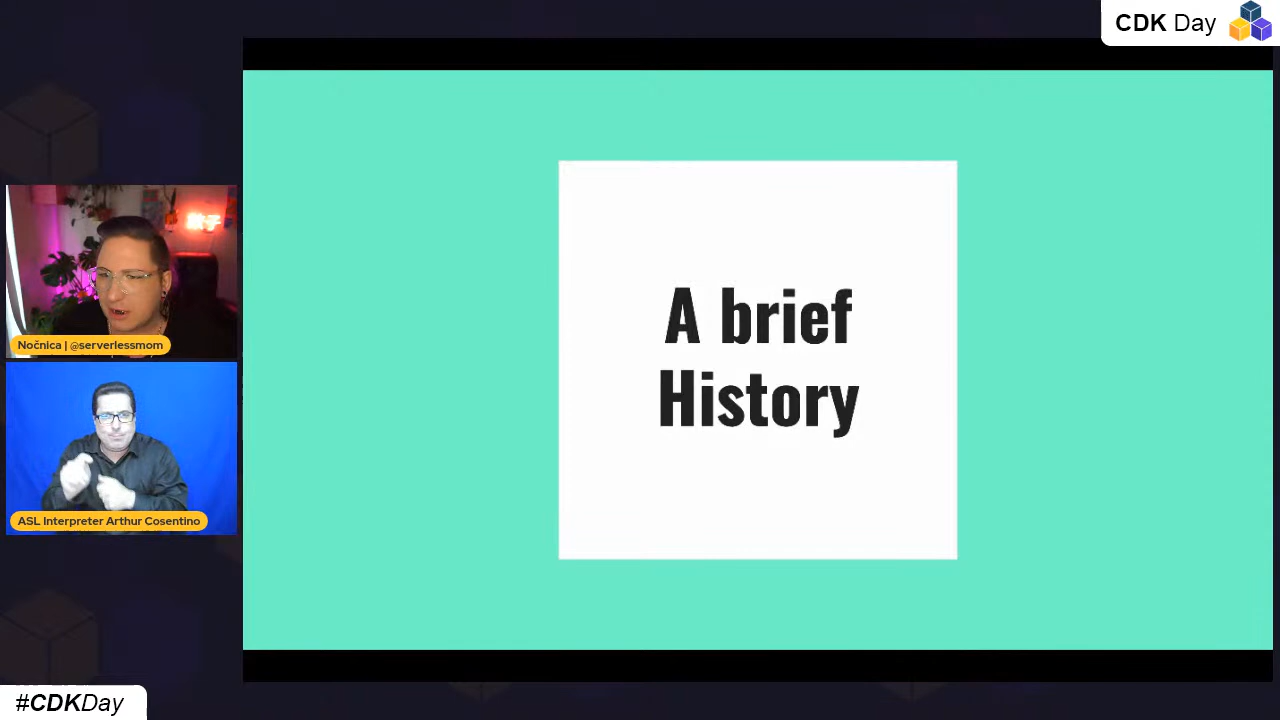 CDK Day
A brief
History
Nočnica | @serverlessmom
ASL Interpreter Arthur Cosentino
#CDKDay